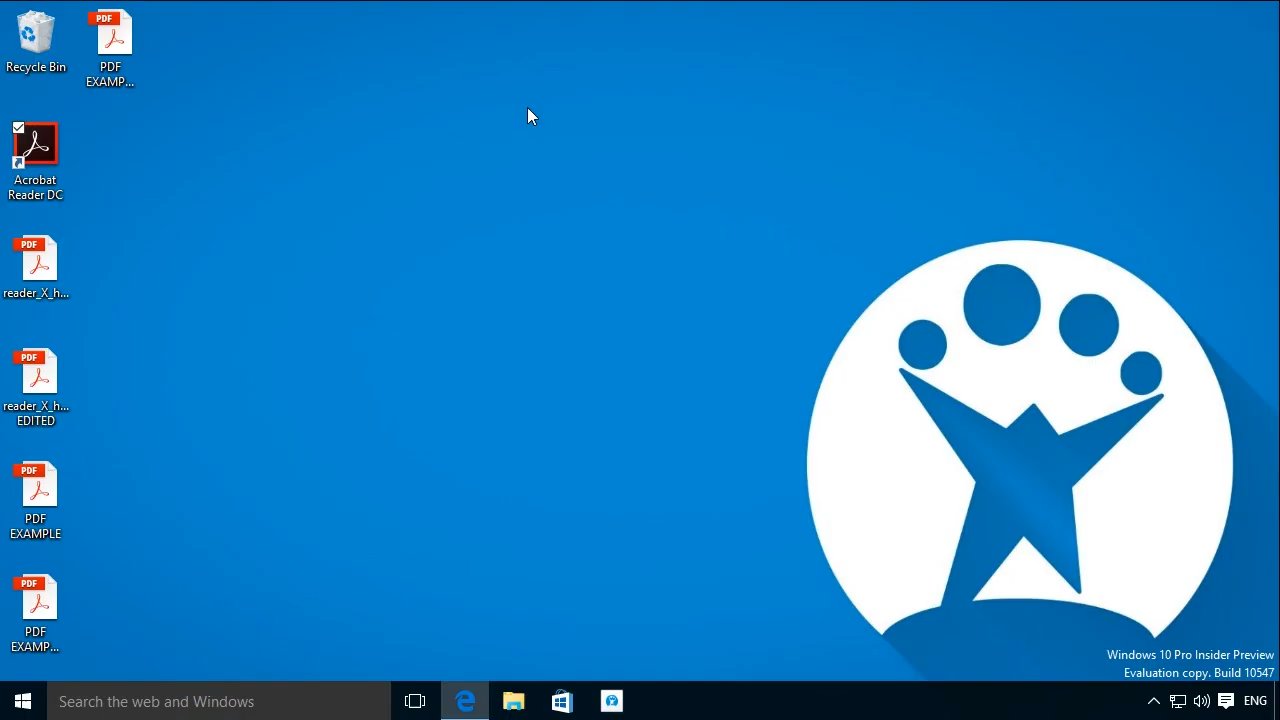 Recycle Bin
PDF
PDF
EXAMP...
Acrobat
Reader DC
PDF
reader_X_h...
PDF
reader_X_h...
EDITED
PDF
PDF
EXAMPLE
PDF
PDF
EXAMP...
Windows 10 Pro Insider Preview
Evaluation copy. Build 10547
Search the web and Windows
ENG